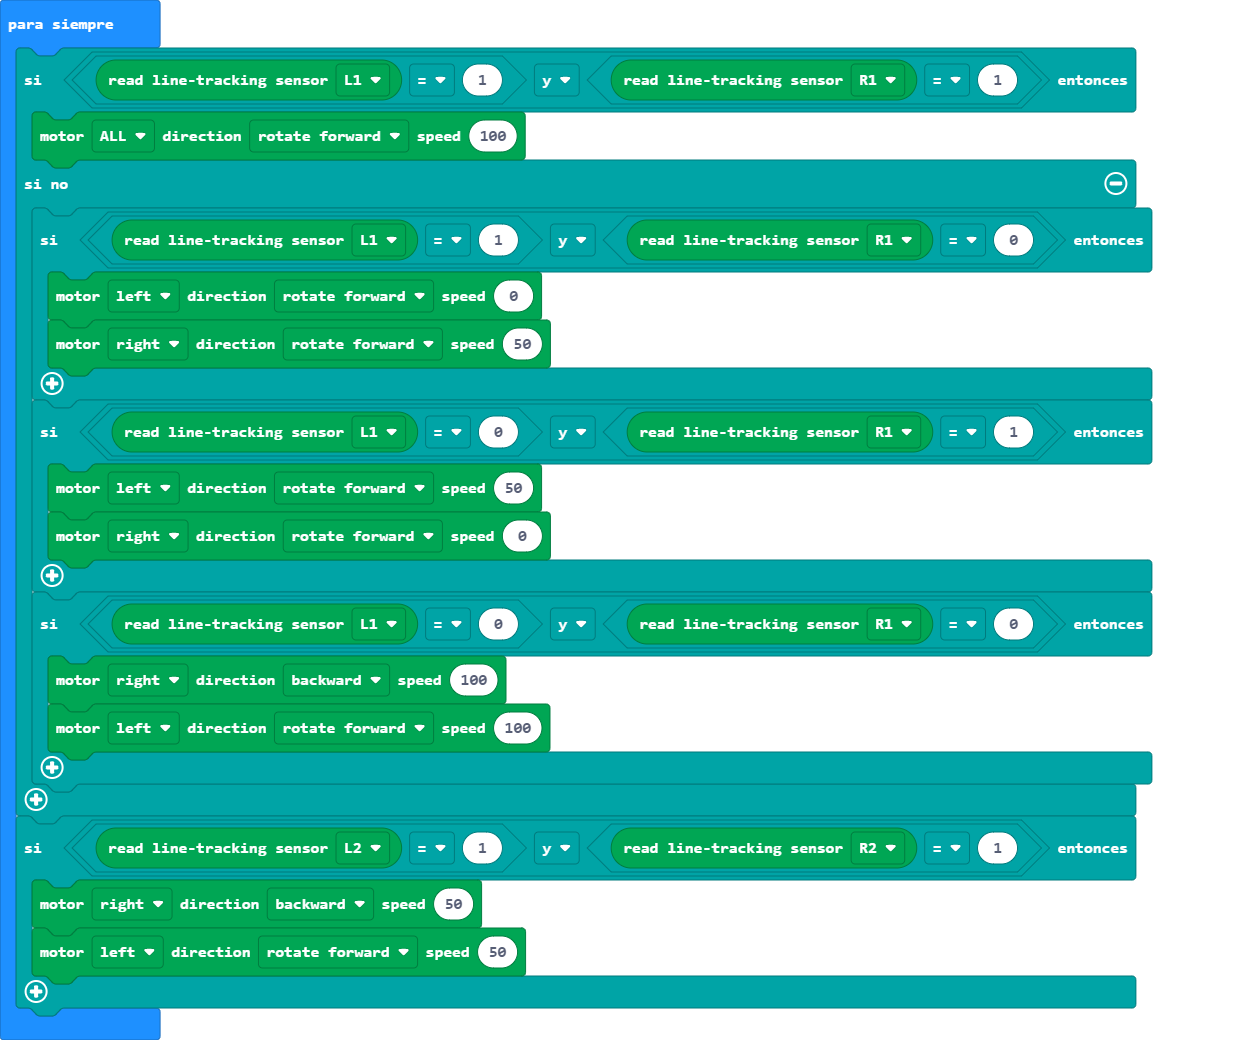 para siempre
si read line-tracking sensor L1 = 1 y read line-tracking sensor R1 = 1 entonces
motor ALL direction rotate forward speed 100
si no
si read line-tracking sensor L1 = 1 y read line-tracking sensor R1 = 0 entonces
motor left direction rotate forward speed 0
motor right direction rotate forward speed 50
si read line-tracking sensor L1 = 0 y read line-tracking sensor R1 = 1 entonces
motor left direction rotate forward speed 50
motor right direction rotate forward speed 0
si read line-tracking sensor L1 = 0 y read line-tracking sensor R1 = 0 entonces
motor right direction backward speed 100
motor left direction rotate forward speed 100
si read line-tracking sensor L2 = 1 y read line-tracking sensor R2 = 1 entonces
motor right direction backward speed 50
motor left direction rotate forward speed 50